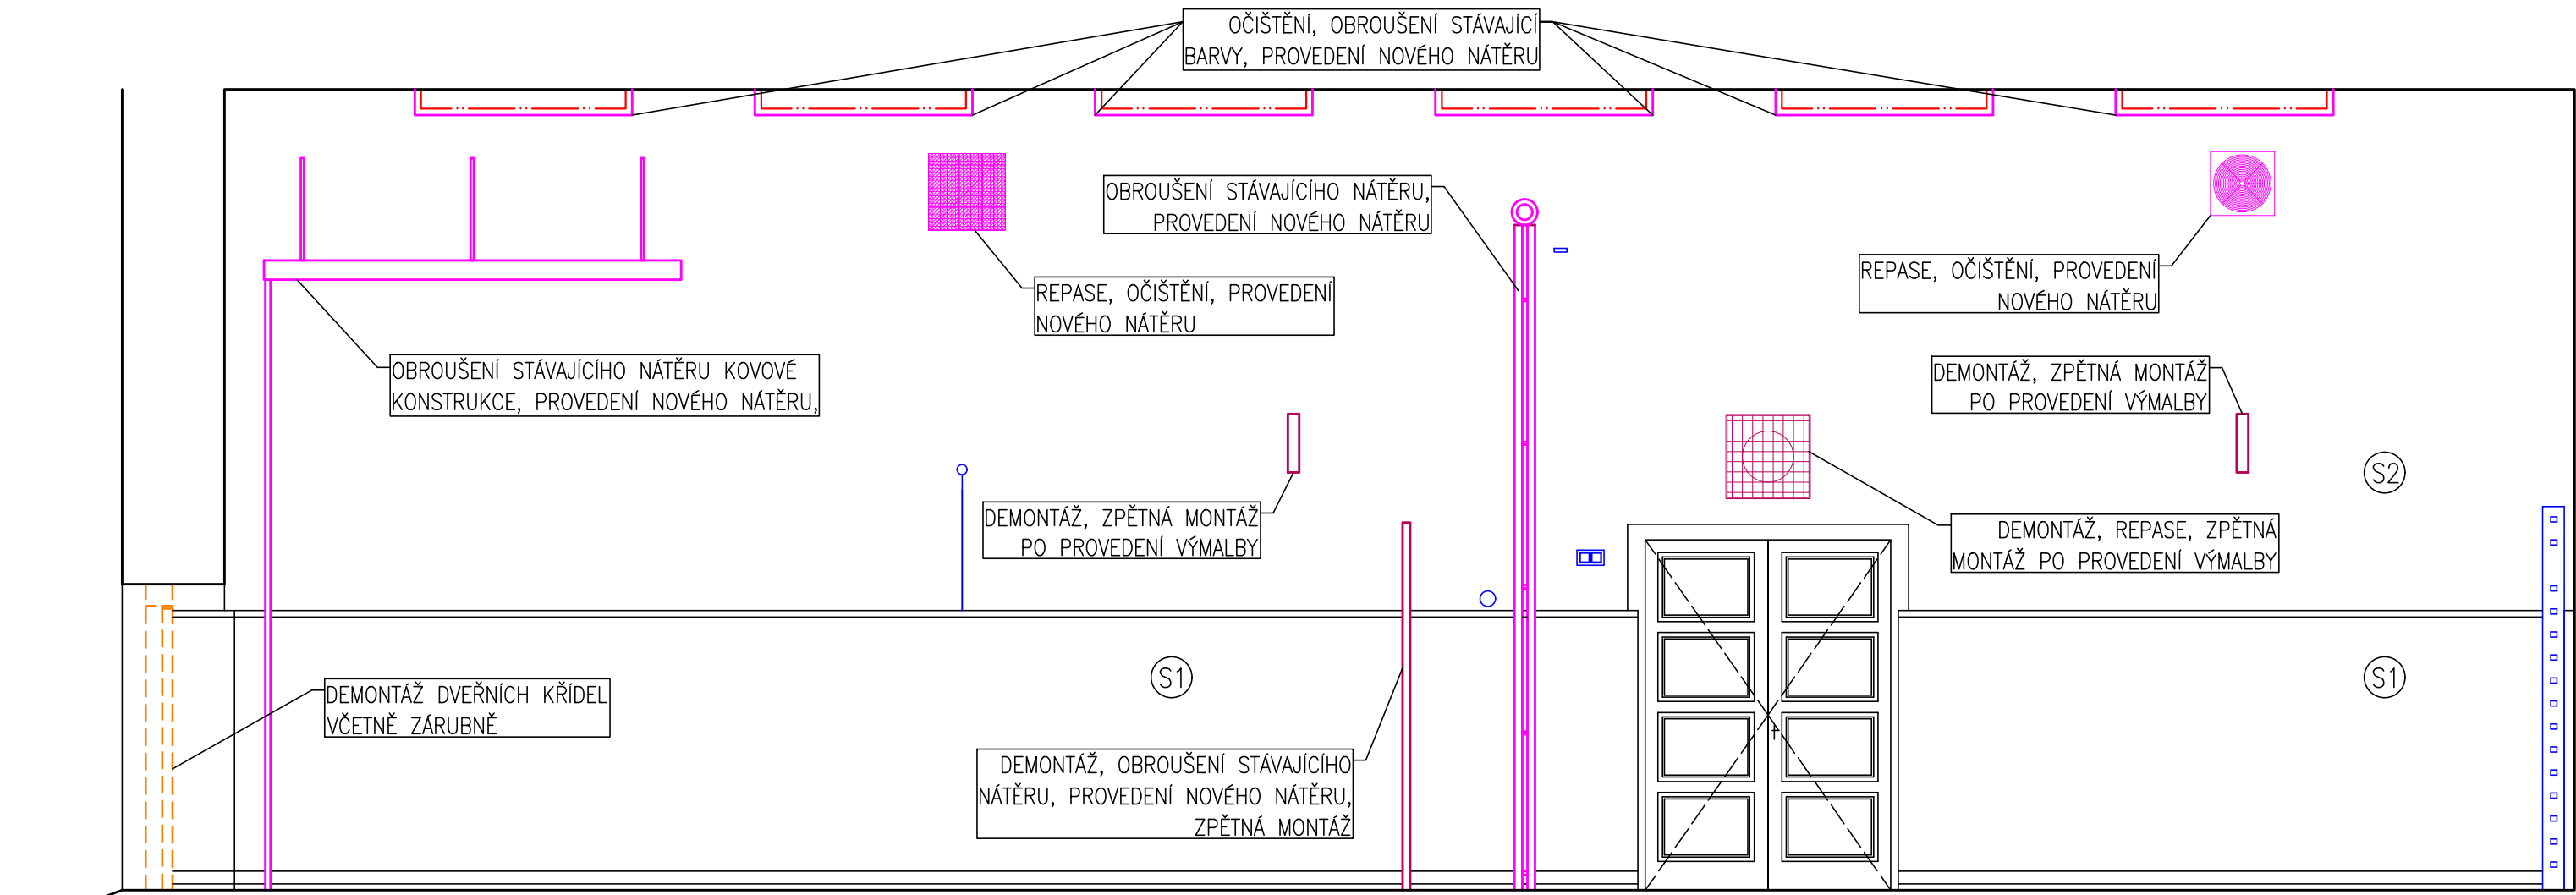 OČIŠTĚNÍ, OBROUŠENÍ STÁVAJÍCÍ
BARVY, PROVEDENÍ NOVÉHO NÁTĚRU
OBROUŠENÍ STÁVAJÍCÍHO NÁTĚRU,
PROVEDENÍ NOVÉHO NÁTĚRU
REPASE, OČIŠTĚNÍ, PROVEDENÍ
NOVÉHO NÁTĚRU
REPASE, OČIŠTĚNÍ, PROVEDENÍ
NOVÉHO NÁTĚRU
OBROUŠENÍ STÁVAJÍCÍHO NÁTĚRU KOVOVÉ
KONSTRUKCE, PROVEDENÍ NOVÉHO NÁTĚRU,
DEMONTÁŽ, ZPĚTNÁ MONTÁŽ
PO PROVEDENÍ VÝMALBY
S2
DEMONTÁŽ, ZPĚTNÁ MONTÁŽ
PO PROVEDENÍ VÝMALBY
DEMONTÁŽ, REPASE, ZPĚTNÁ
MONTÁŽ PO PROVEDENÍ VÝMALBY
S1
S1
DEMONTÁŽ DVEŘNÍCH KŘÍDEL
VČETNĚ ZÁRUBNĚ
DEMONTÁŽ, OBROUŠENÍ STÁVAJÍCÍHO
NÁTĚRU, PROVEDENÍ NOVÉHO NÁTĚRU,
ZPĚTNÁ MONTÁŽ